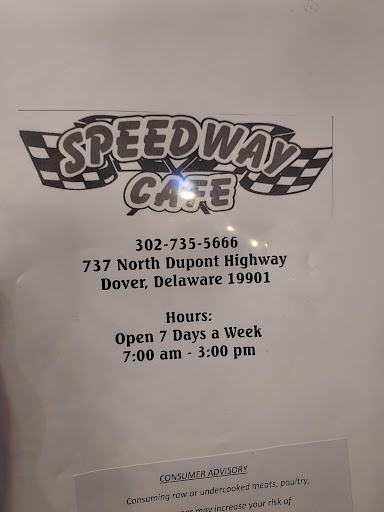 SPEEDWAY
CAFE
302-735-5666
737 North Dupont Highway
Dover, Delaware 19901
Hours:
Open 7 Days a Week
7:00 am - 3:00 pm
CONSUMER ADVISORY
Consuming raw or undercooked meats, poultry,
may increase your risk of